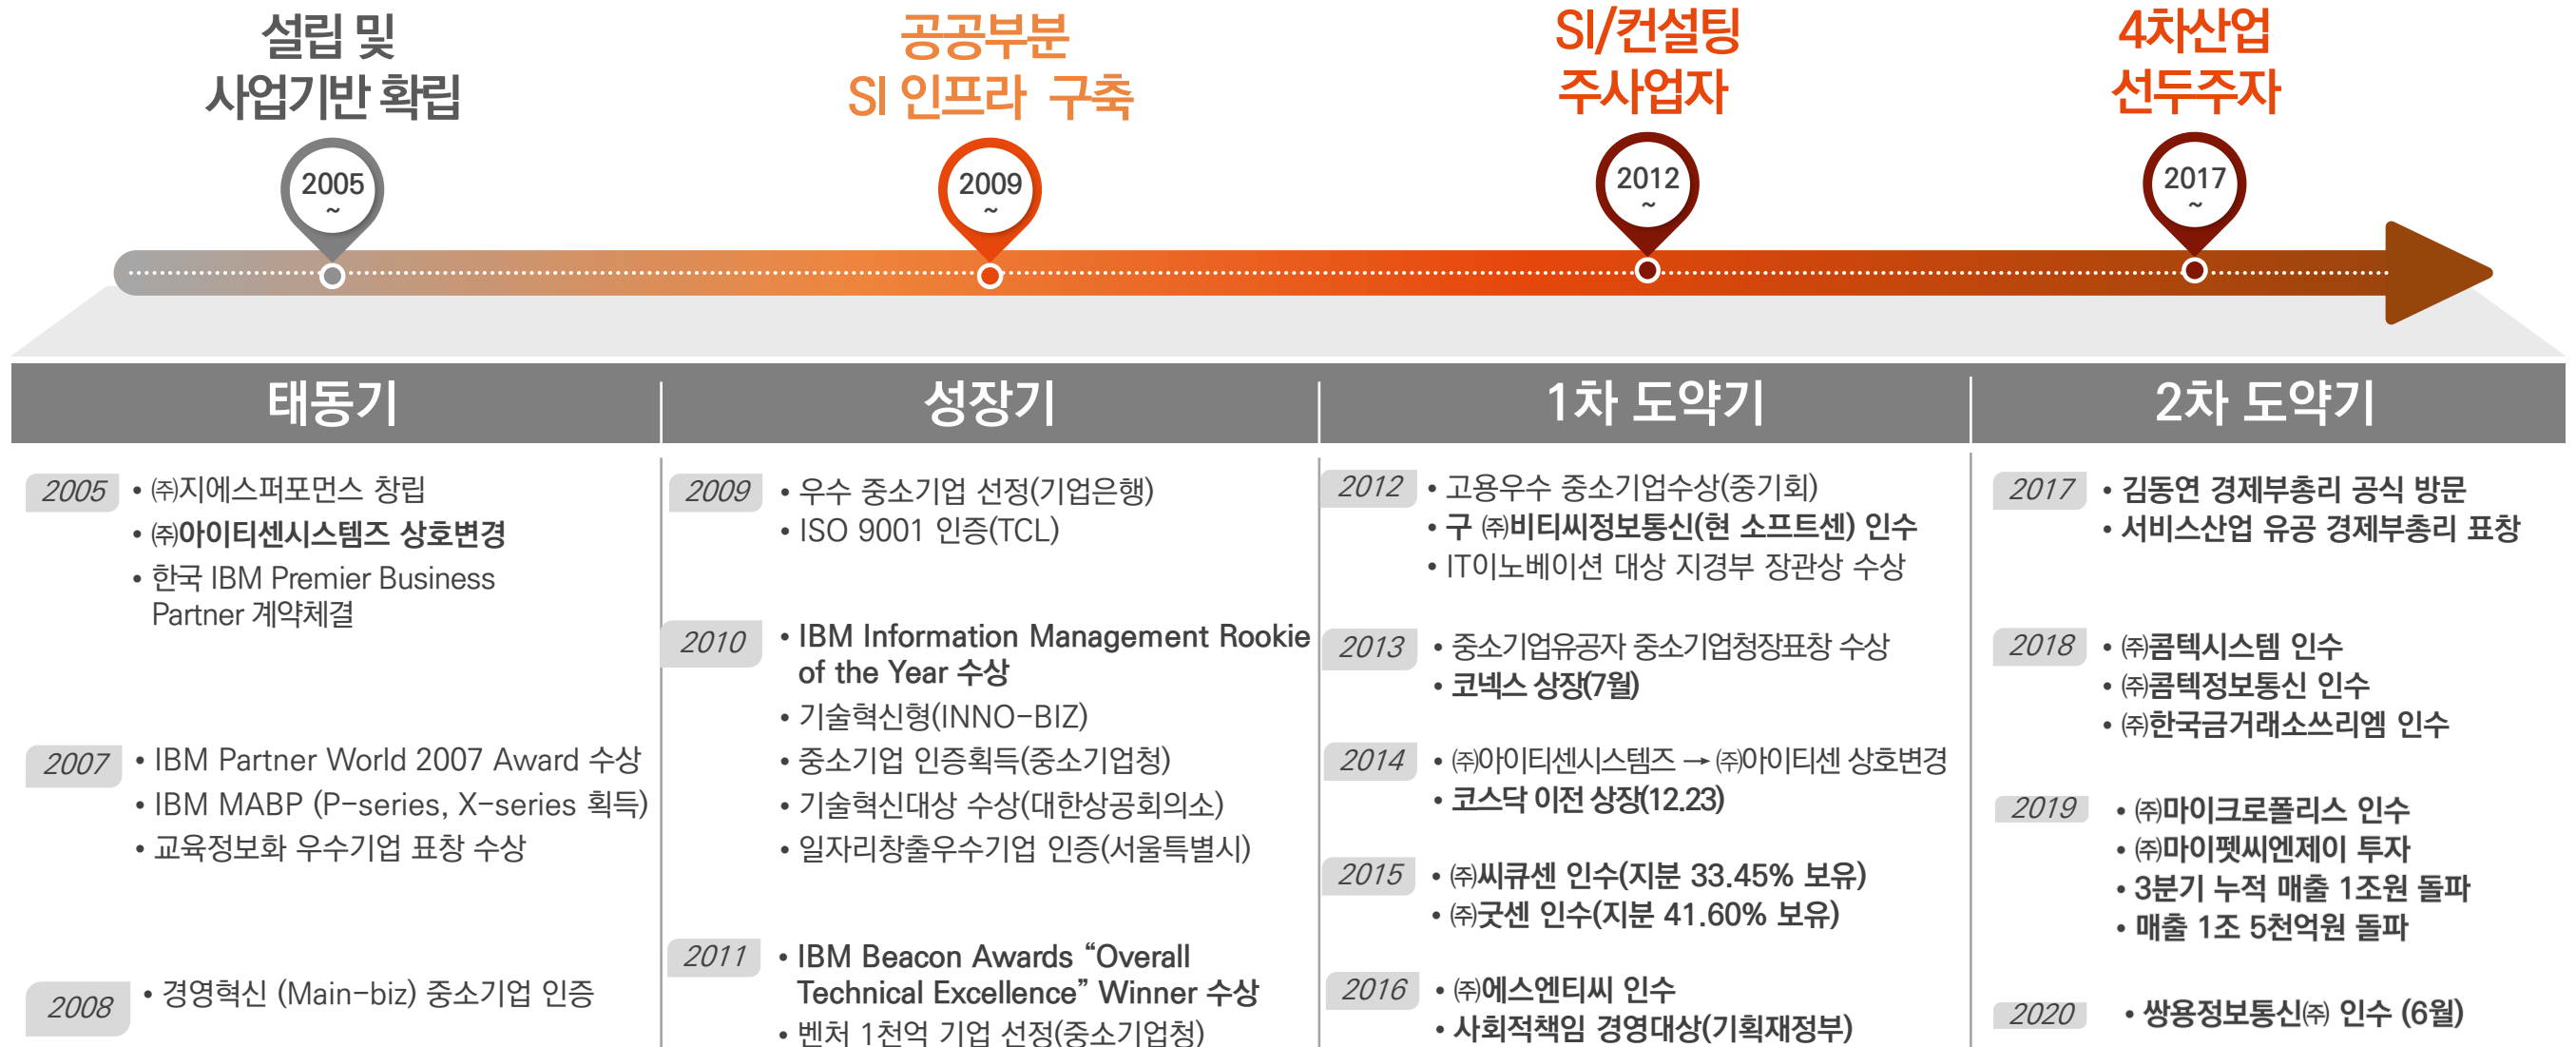 설립 및
사업기반 확립
공공부분
SI 인프라 구축
SI/컨설팅
주사업자
4차산업
선두주자
2005
~
2009
~
2012
~
2017
~
태동기
성장기
1차 도약기
2차 도약기
2005
• ㈜지에스퍼포먼스 창립
• ㈜아이티센시스템즈 상호변경
• 한국 IBM Premier Business
Partner 계약체결
2007
• IBM Partner World 2007 Award 수상
• IBM MABP (P-series, X-series 획득)
• 교육정보화 우수기업 표창 수상
2008
• 경영혁신 (Main-biz) 중소기업 인증
2009
• 우수 중소기업 선정(기업은행)
• ISO 9001 인증(TCL)
2010
• IBM Information Management Rookie
of the Year 수상
• 기술혁신형(INNO-BIZ)
• 중소기업 인증획득(중소기업청)
• 기술혁신대상 수상(대한상공회의소)
• 일자리창출우수기업 인증(서울특별시)
2011
• IBM Beacon Awards “Overall
Technical Excellence” Winner 수상
• 벤처 1천억 기업 선정(중소기업청)
2012
• 고용우수 중소기업수상(중기회)
• 구 ㈜비티씨정보통신(현 소프트센) 인수
• IT이노베이션 대상 지경부 장관상 수상
2013
• 중소기업유공자 중소기업청장표창 수상
• 코넥스 상장(7월)
2014
• ㈜아이티센시스템즈 → ㈜아이티센 상호변경
• 코스닥 이전 상장(12.23)
2015
• ㈜씨큐센 인수(지분 33.45% 보유)
• ㈜굿센 인수(지분 41.60% 보유)
2016
• ㈜에스엔티씨 인수
• 사회적책임 경영대상(기획재정부)
2017
• 김동연 경제부총리 공식 방문
• 서비스산업 유공 경제부총리 표창
2018
• ㈜콤텍시스템 인수
• ㈜콤텍정보통신 인수
• ㈜한국금거래소쓰리엠 인수
2019
• ㈜마이크로폴리스 인수
• ㈜마이펫씨엔제이 투자
• 3분기 누적 매출 1조원 돌파
• 매출 1조 5천억원 돌파
2020
• 쌍용정보통신㈜ 인수 (6월)